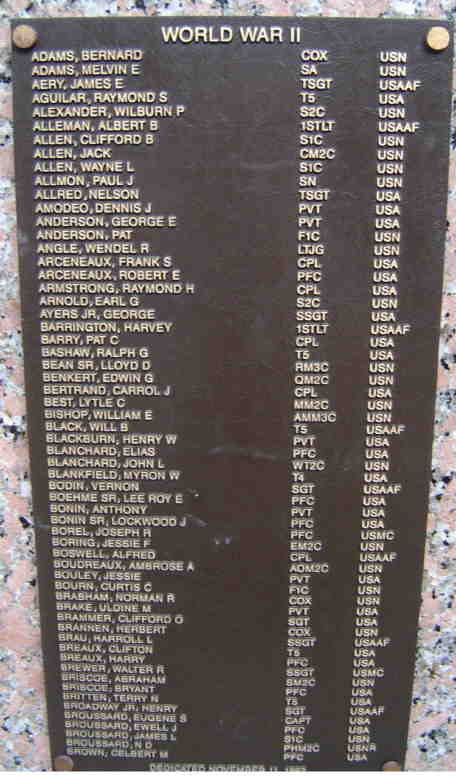 WORLD WAR II
ADAMS, BERNARD COX USN
ADAMS, MELVIN E SA USN
AERY, JAMES E TSGT USAAF
AGUILAR, RAYMOND S T5 USA
ALEXANDER, WILBURN P S2C USN
ALLEMAN, ALBERT B 1STLT USAAF
ALLEN, CLIFFORD B S1C USN
ALLEN, JACK CM2C USN
ALLEN, WAYNE L S1C USN
ALLMON, PAUL J SN USN
ALLRED, NELSON TSGT USA
AMODEO, DENNIS J PVT USA
ANDERSON, GEORGE E PVT USA
ANDERSON, PAT F1C USN
ANGLE, WENDEL R LTJG USN
ARCENEAUX, FRANK S CPL USA
ARCENEAUX, ROBERT E PFC USA
ARMSTRONG, RAYMOND H CPL USA
ARNOLD, EARL G S2C USN
AYERS JR, GEORGE SSGT USA
BARRINGTON, HARVEY 1STLT USAAF
BARRY, PAT C CPL USA
BASHAW, RALPH G T5 USA
BEAN SR, LLOYD D RM3C USN
BENKERT, EDWIN G QM2C USN
BERTRAND, CARROL J CPL USA
BEST, LYTLE C MM2C USN
BISHOP, WILLIAM E AMM3C USN
BLACK, WILL B T5 USAAF
BLACKBURN, HENRY W PVT USA
BLANCHARD, ELIAS PFC USA
BLANCHARD, JOHN L WT2C USN
BLANKFIELD, MYRON W T4 USA
BODIN, VERNON SGT USAAF
BOEHME SR, LEE ROY E PFC USA
BONIN, ANTHONY PVT USA
BONIN SR, LOCKWOOD J PFC USA
BOREL, JOSEPH R PFC USMC
BORING, JESSIE F EM2C USN
BOSWELL, ALFRED CPL USAAF
BOUDREAUX, AMBROSE A AOM2C USN
BOULEY, JESSIE PVT USA
BOURN, CURTIS C F1C USN
BRABHAM, NORMAN R COX USN
BRAKE, ULDINE M PVT USA
BRAMMER, CLIFFORD G SGT USA
BRANNEN, HERBERT COX USN
BRAU, HARROLL L SSGT USAAF
BREAUX, CLIFTON T5 USA
BREAUX, HARRY PFC USA
BREWER, WALTER R SSGT USMC
BRISCOE, ABRAHAM SM2C USN
BRISCOE, BRYANT PFC USA
BRITTEN, TERRY N T5 USA
BROADWAY JR, HENRY SGT USAAF
BROUSSARD, EUGENE S CAPT USA
BROUSSARD, EWELL J PFC USA
BROUSSARD, JAMES L S1C USN
BROUSSARD, N D PHM2C USNR
BROWN, CELBERT M PFC USA
DEDICATED NOVEMBER 11,